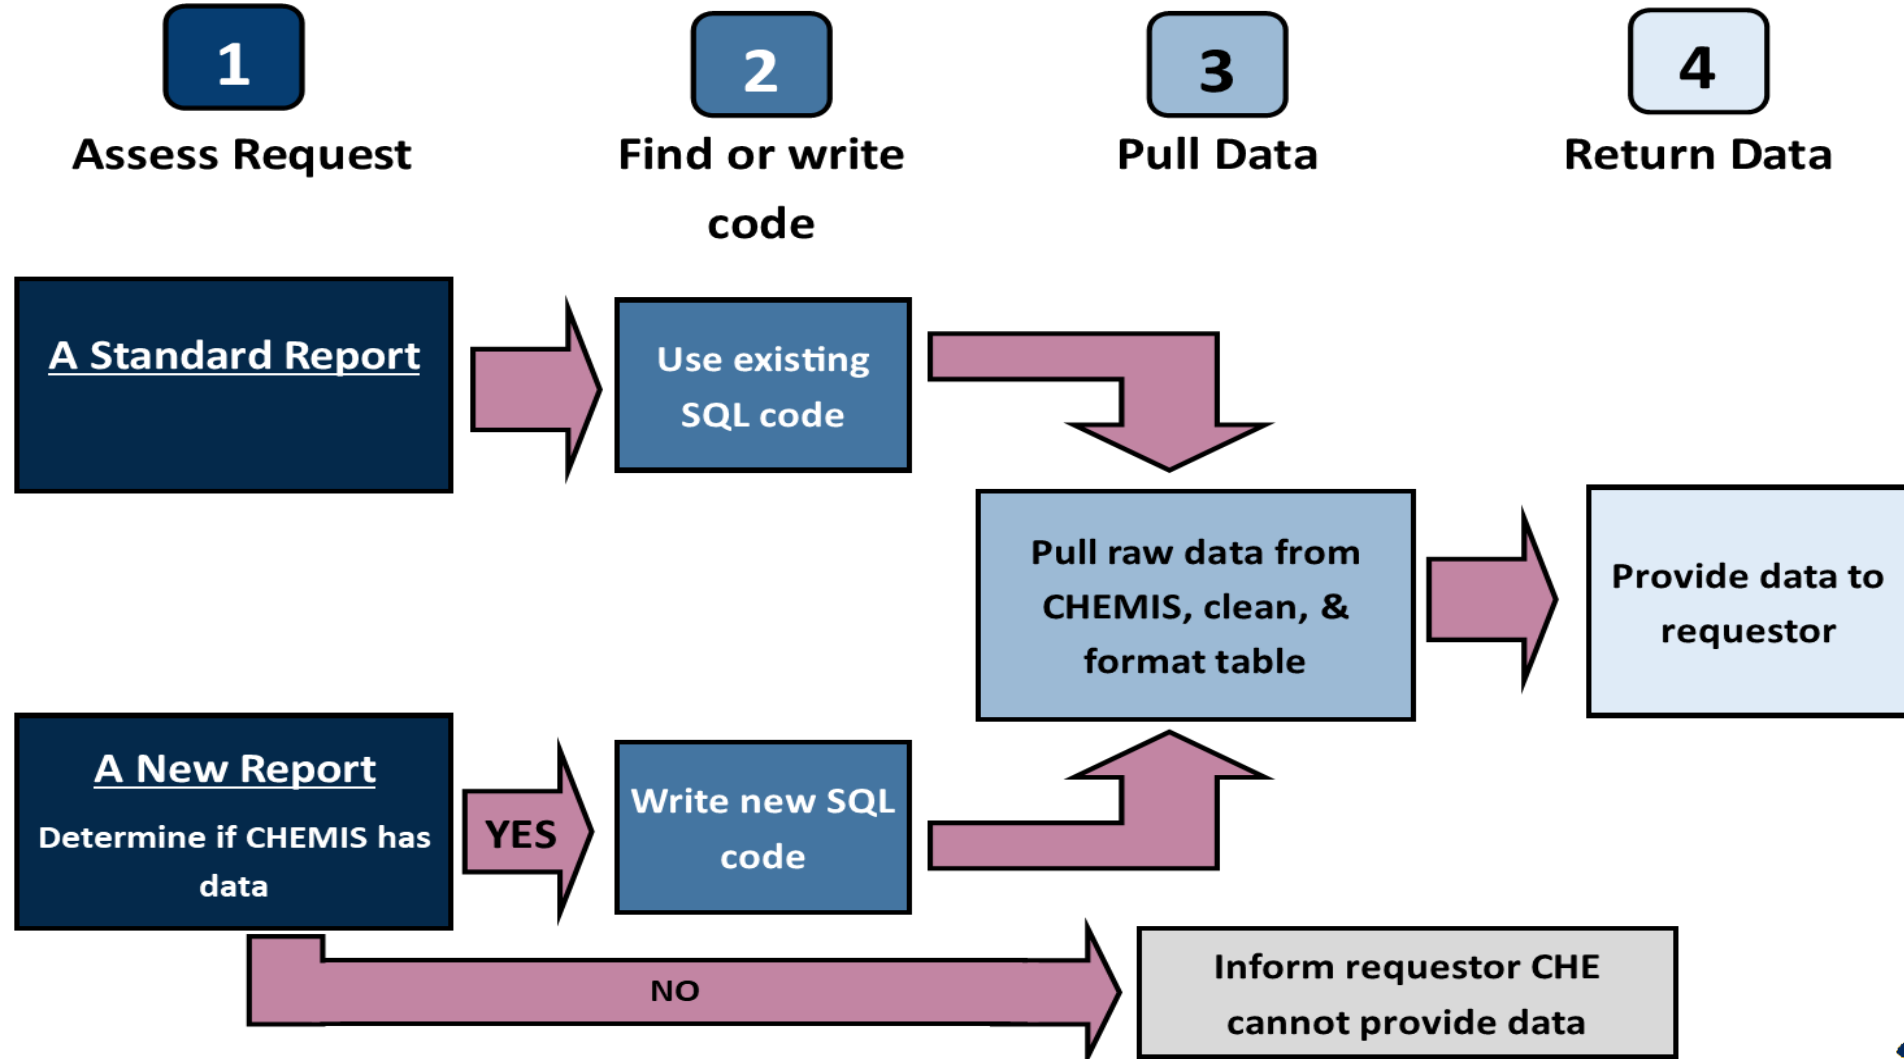 1
2
3
4
Assess Request
Find or write
code
Pull Data
Return Data
A Standard Report
Use existing
SQL code
Pull raw data from
CHEMIS, clean, &
format table
Provide data to
requestor
A New Report
Determine if CHEMIS has
data
YES
Write new SQL
code
NO
Inform requestor CHE
cannot provide data